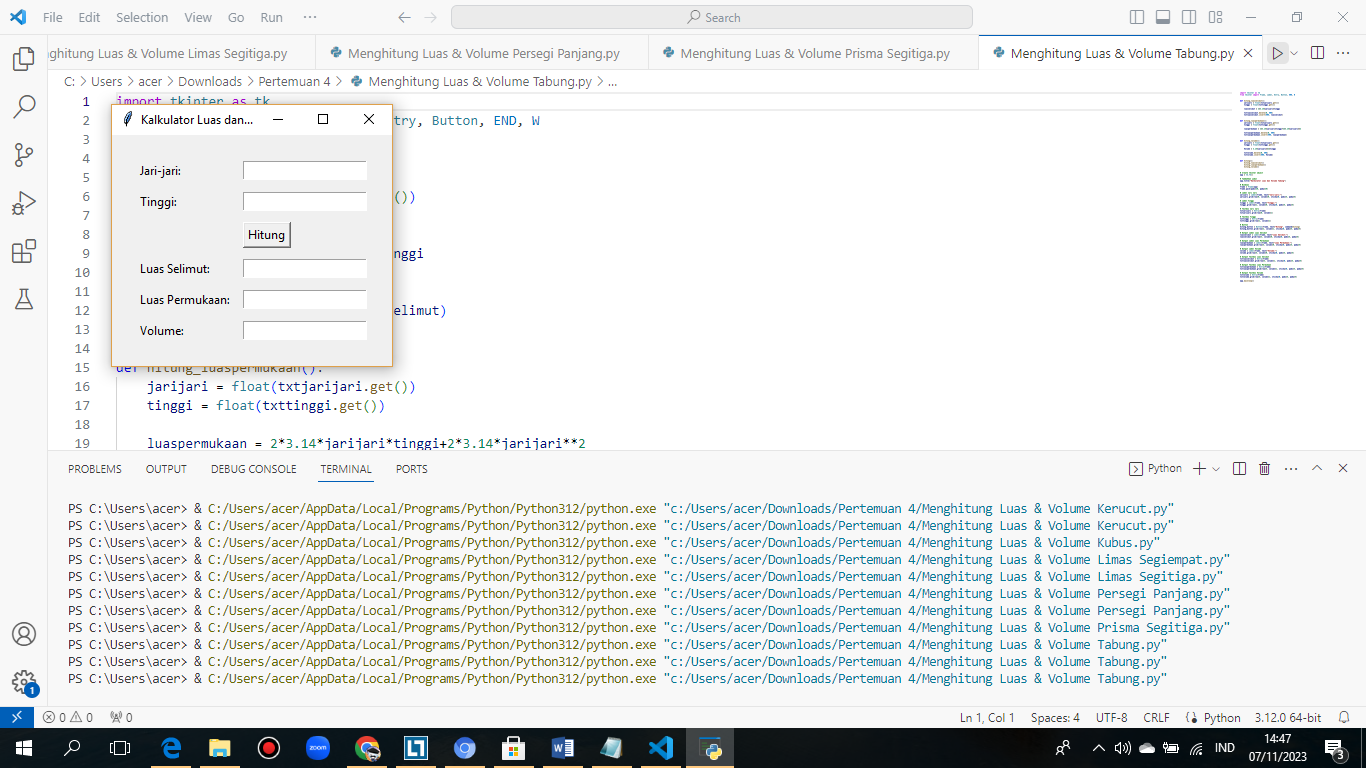 File Edit Selection View Go Run ··· Search
nghitung Luas & Volume Limas Segitiga.py Menghitung Luas & Volume Persegi Panjang.py Menghitung Luas & Volume Prisma Segitiga.py Menghitung Luas & Volume Tabung.py
C: > Users > acer > Downloads > Pertemuan 4 > Menghitung Luas & Volume Tabung.py > ...
1 import tkinter as tk
Kalkulator Luas dan...
2 try, Button, END, W
3
4
Jari-jari:
5
6 ())
Tinggi:
7
8
Hitung
9 nggi
10
Luas Selimut:
11
Luas Permukaan:
12 elimut)
13
Volume:
14
15 def hitung_luaspermukaan():
16 jarijari = float(txtjarijari.get())
17 tinggi = float(txttinggi.get())
18
19 luaspermukaan = 2*3.14*jarijari*tinggi+2*3.14*jarijari**2
PROBLEMS OUTPUT DEBUG CONSOLE TERMINAL PORTS Python
PS C:\Users\acer> & C:/Users/acer/AppData/Local/Programs/Python/Python312/python.exe "c:/Users/acer/Downloads/Pertemuan 4/Menghitung Luas & Volume Kerucut.py"
PS C:\Users\acer> & C:/Users/acer/AppData/Local/Programs/Python/Python312/python.exe "c:/Users/acer/Downloads/Pertemuan 4/Menghitung Luas & Volume Kerucut.py"
PS C:\Users\acer> & C:/Users/acer/AppData/Local/Programs/Python/Python312/python.exe "c:/Users/acer/Downloads/Pertemuan 4/Menghitung Luas & Volume Kubus.py"
PS C:\Users\acer> & C:/Users/acer/AppData/Local/Programs/Python/Python312/python.exe "c:/Users/acer/Downloads/Pertemuan 4/Menghitung Luas & Volume Limas Segiempat.py"
PS C:\Users\acer> & C:/Users/acer/AppData/Local/Programs/Python/Python312/python.exe "c:/Users/acer/Downloads/Pertemuan 4/Menghitung Luas & Volume Limas Segitiga.py"
PS C:\Users\acer> & C:/Users/acer/AppData/Local/Programs/Python/Python312/python.exe "c:/Users/acer/Downloads/Pertemuan 4/Menghitung Luas & Volume Persegi Panjang.py"
PS C:\Users\acer> & C:/Users/acer/AppData/Local/Programs/Python/Python312/python.exe "c:/Users/acer/Downloads/Pertemuan 4/Menghitung Luas & Volume Persegi Panjang.py"
PS C:\Users\acer> & C:/Users/acer/AppData/Local/Programs/Python/Python312/python.exe "c:/Users/acer/Downloads/Pertemuan 4/Menghitung Luas & Volume Prisma Segitiga.py"
PS C:\Users\acer> & C:/Users/acer/AppData/Local/Programs/Python/Python312/python.exe "c:/Users/acer/Downloads/Pertemuan 4/Menghitung Luas & Volume Tabung.py"
PS C:\Users\acer> & C:/Users/acer/AppData/Local/Programs/Python/Python312/python.exe "c:/Users/acer/Downloads/Pertemuan 4/Menghitung Luas & Volume Tabung.py"
PS C:\Users\acer> & C:/Users/acer/AppData/Local/Programs/Python/Python312/python.exe "c:/Users/acer/Downloads/Pertemuan 4/Menghitung Luas & Volume Tabung.py"
1
0 0 0 Ln 1, Col 1 Spaces: 4 UTF-8 CRLF Python 3.12.0 64-bit
zoom IND 14:47
07/11/2023 3